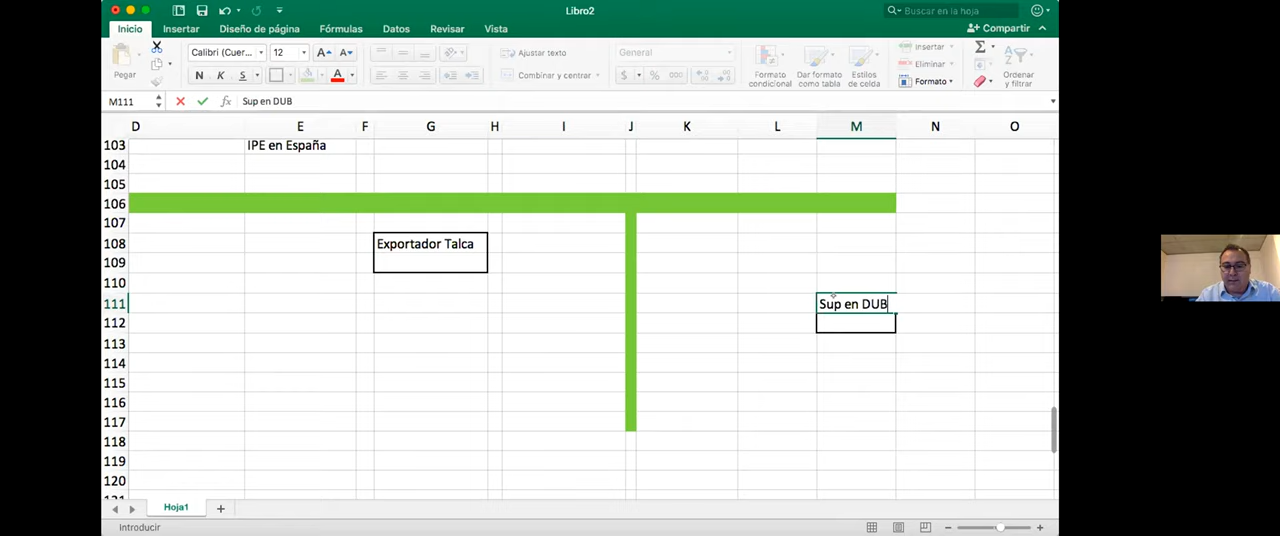 Libro2
Buscar en la hoja
Inicio
Insertar
Diseño de página
Fórmulas
Datos
Revisar
Vista
Compartir
Pegar
Calibri (Cuer...
12
A
A
N
K
S
A
Ajustar texto
Combinar y centrar
General
$
%
000
Formato condicional
Dar formato como tabla
Estilos de celda
Insertar
Eliminar
Formato
Ordenar y filtrar
M111
fx
Sup en DUB
D
E
F
G
H
I
J
K
L
M
N
O
103
IPE en España
104
105
106
107
108
Exportador Talca
109
110
111
Sup en DUB
112
113
114
115
116
117
118
119
120
Hoja1
Introducir